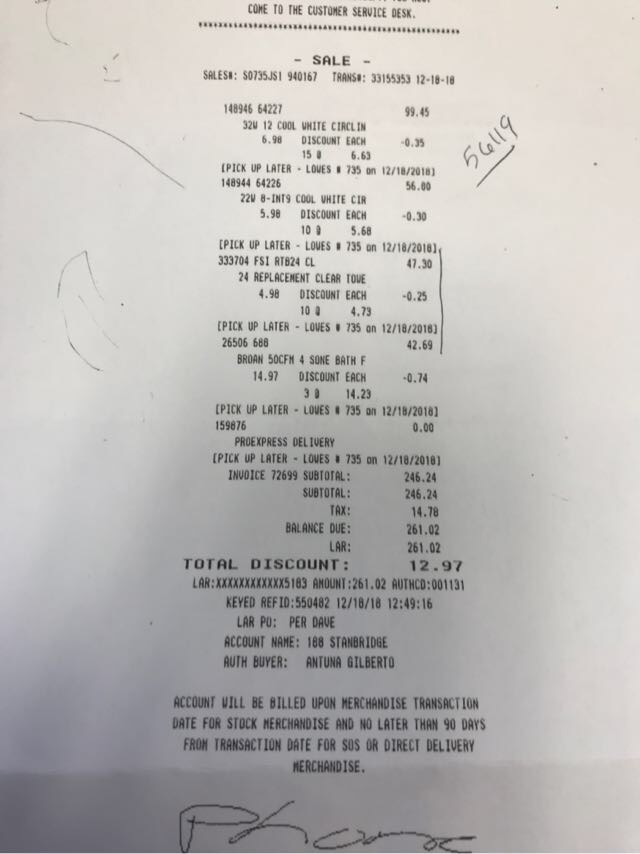 COME TO THE CUSTOMER SERVICE DESK.
****************************************************
- SALE -
SALES#: S0735JS1 940167 TRANS#: 33155353 12-18-18
148946 64227 99.45
32W 12 COOL WHITE CIRCLIN
6.98 DISCOUNT EACH -0.35
15 @ 6.63
56119
[PICK UP LATER - LOWES # 735 on 12/18/2018]
148944 64226 56.80
22W 8-INT9 COOL WHITE CIR
5.98 DISCOUNT EACH -0.30
10 @ 5.68
[PICK UP LATER - LOWES # 735 on 12/18/2018]
333704 FSI RTB24 CL 47.30
24 REPLACEMENT CLEAR TOWE
4.98 DISCOUNT EACH -0.25
10 @ 4.73
[PICK UP LATER - LOWES # 735 on 12/18/2018]
26506 688 42.69
BROAN 50CFM 4 SONE BATH F
14.97 DISCOUNT EACH -0.74
3 @ 14.23
[PICK UP LATER - LOWES # 735 on 12/18/2018]
159876 0.00
PROEXPRESS DELIVERY
[PICK UP LATER - LOWES # 735 on 12/18/2018]
INVOICE 72699 SUBTOTAL: 246.24
SUBTOTAL: 246.24
TAX: 14.78
BALANCE DUE: 261.02
LAR: 261.02
TOTAL DISCOUNT: 12.97
LAR:XXXXXXXXXXXX5183 AMOUNT:261.02 AUTHCD:001131
KEYED REFID:550482 12/18/18 12:49:16
LAR PO: PER DAVE
ACCOUNT NAME: 188 STANBRIDGE
AUTH BUYER: ANTUNA GILBERTO
ACCOUNT WILL BE BILLED UPON MERCHANDISE TRANSACTION
DATE FOR STOCK MERCHANDISE AND NO LATER THAN 90 DAYS
FROM TRANSACTION DATE FOR SOS OR DIRECT DELIVERY
MERCHANDISE.
Phone